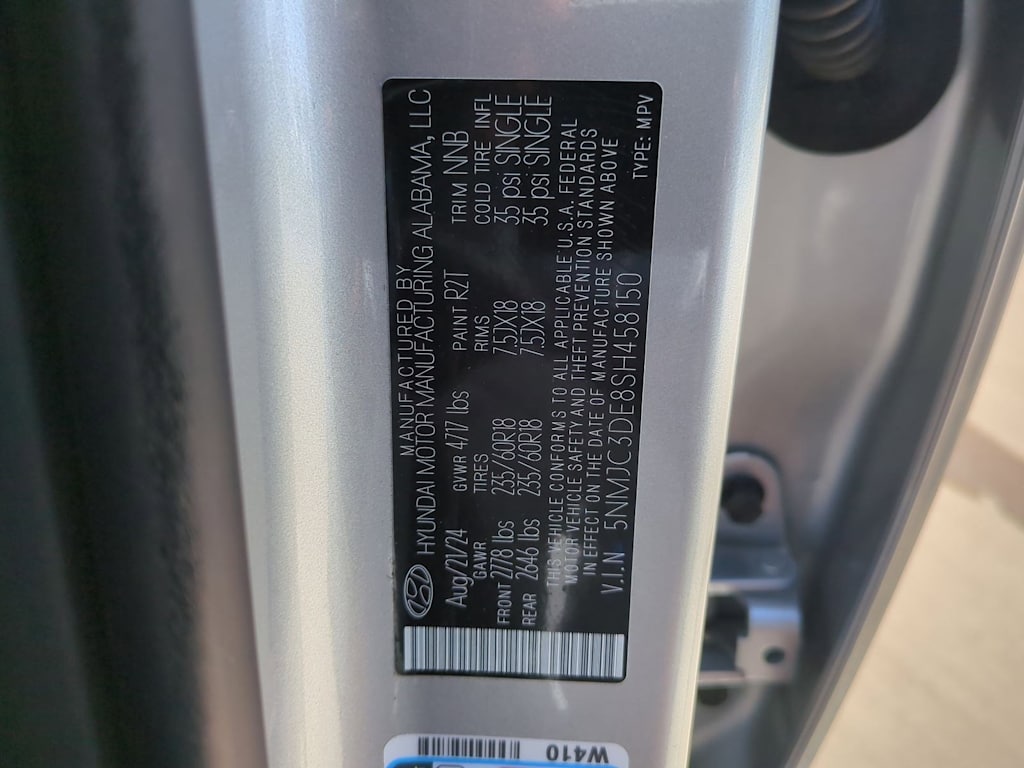 MANUFACTURED BY
HYUNDAI MOTOR MANUFACTURING ALABAMA, LLC
Aug/21/24 GVWR 4717 lbs PAINT R2T TRIM NNB
GAWR TIRES RIMS COLD TIRE INFL
FRONT 2778 lbs 235/60R18 7.5JX18 35 psi SINGLE
REAR 2646 lbs 235/60R18 7.5JX18 35 psi SINGLE
THIS VEHICLE CONFORMS TO ALL APPLICABLE U.S.A. FEDERAL
MOTOR VEHICLE SAFETY AND THEFT PREVENTION STANDARDS
IN EFFECT ON THE DATE OF MANUFACTURE SHOWN ABOVE
V.I.N 5NMJC3DE8SH458150
TYPE: MPV
W410